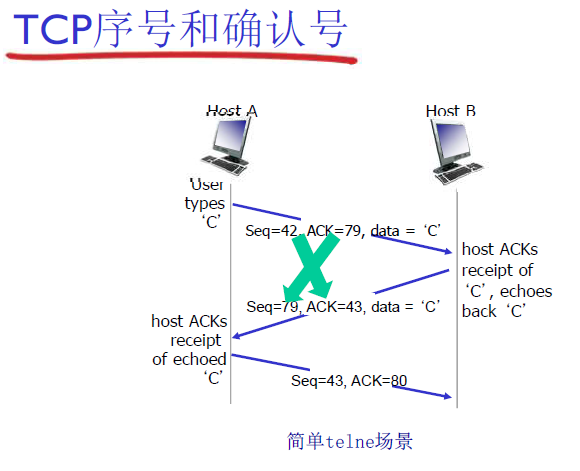 TCP序号和确认号
Host A
Host B
User
types
‘C’
Seq=42, ACK=79, data = ‘C’
host ACKs
receipt of
‘C’, echoes
back ‘C’
Seq=79, ACK=43, data = ‘C’
host ACKs
receipt
of echoed
‘C’
Seq=43, ACK=80
简单telne场景